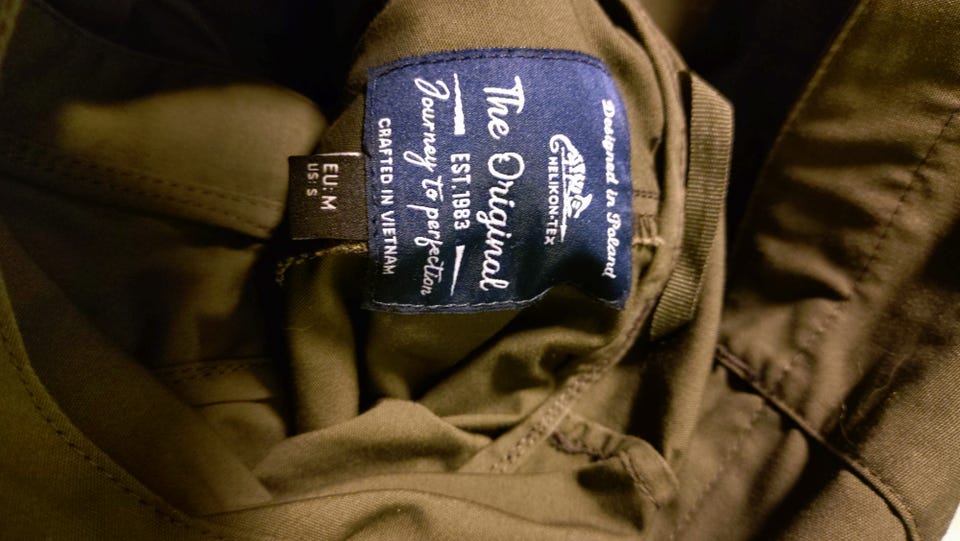 Designed in Poland
HELIKON-TEX
The Original
EST.1983
Journey to perfection
CRAFTED IN VIETNAM
EU: M
US: S